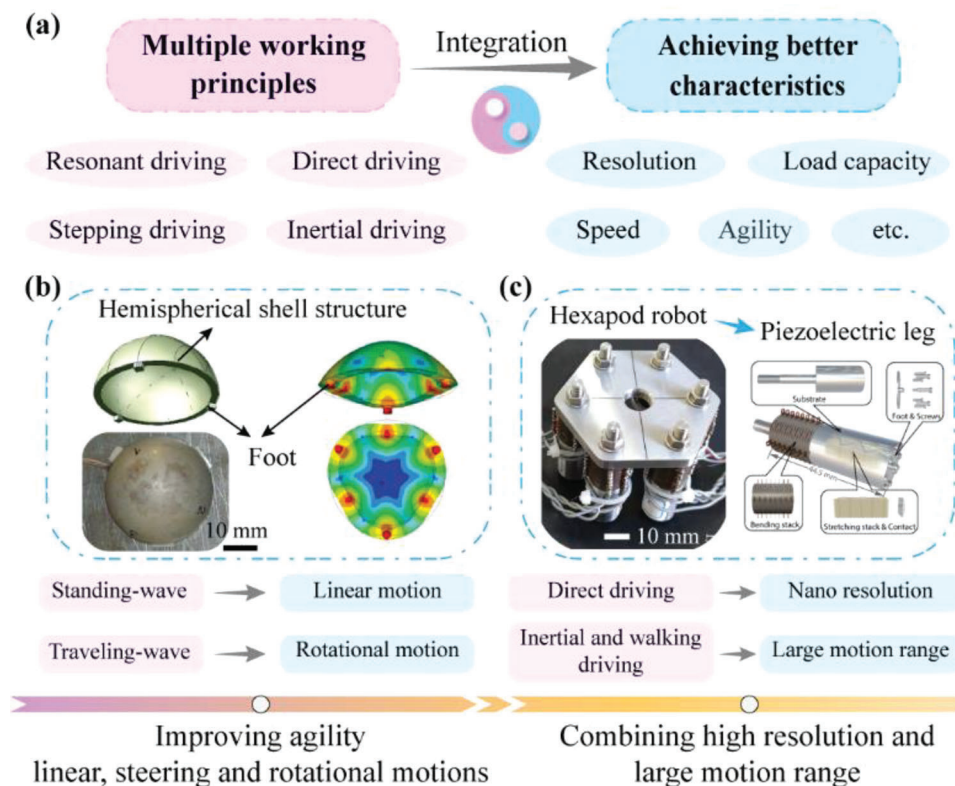 (a)
Multiple working
principles
Integration
Achieving better
characteristics
Resonant driving
Direct driving
Resolution
Load capacity
Stepping driving
Inertial driving
Speed
Agility
etc.
(b)
Hemispherical shell structure
Foot
10 mm
(c)
Hexapod robot
Piezoelectric leg
Substrate
Foot & Screws
44.5 mm
Bending stack
Stretching stack & Contact
10 mm
Standing-wave
Linear motion
Traveling-wave
Rotational motion
Direct driving
Nano resolution
Inertial and walking
driving
Large motion range
Improving agility
linear, steering and rotational motions
Combining high resolution and
large motion range